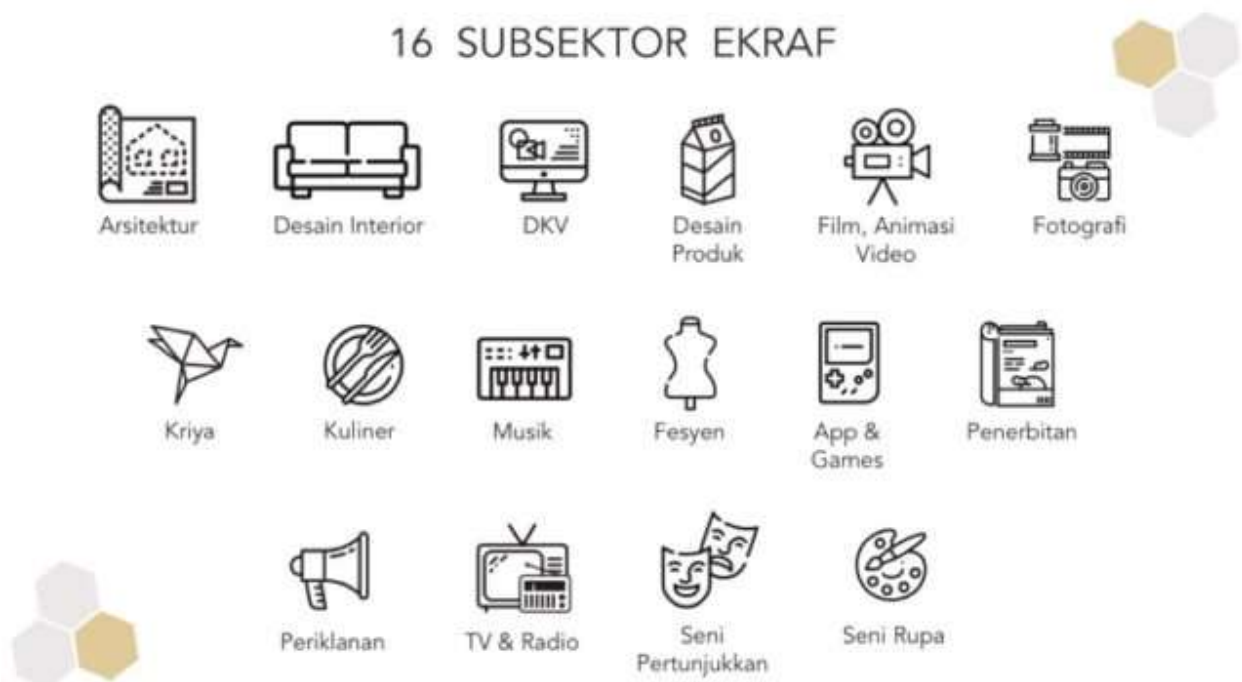 16 SUBSEKTOR EKRAF
Arsitektur
Desain Interior
DKV
Desain
Produk
Film, Animasi
Video
Fotografi
Kriya
Kuliner
Musik
Fesyen
App &
Games
Penerbitan
Periklanan
TV & Radio
Seni
Pertunjukkan
Seni Rupa